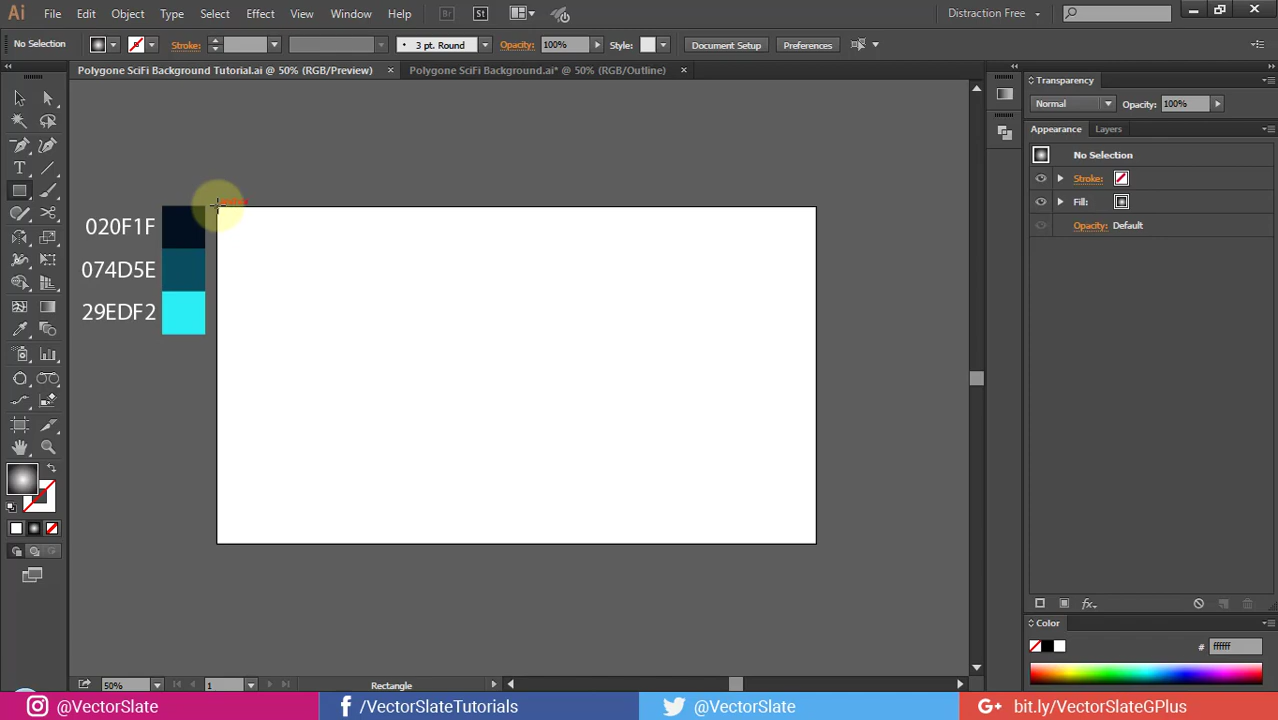 Ai File Edit Object Type Select Effect View Window Help Br St Distraction Free
No Selection Stroke: 3 pt. Round Opacity: 100% Style: Document Setup Preferences
Polygone SciFi Background Tutorial.ai @ 50% (RGB/Preview) × Polygone SciFi Background.ai* @ 50% (RGB/Outline) ×
Transparency
Normal Opacity: 100%
Appearance Layers
No Selection
Stroke:
Fill:
Opacity: Default
020F1F
074D5E
29EDF2
fx
Color
# ffffff
50% 1 Rectangle
@VectorSlate /VectorSlateTutorials @VectorSlate G+ bit.ly/VectorSlateGPlus